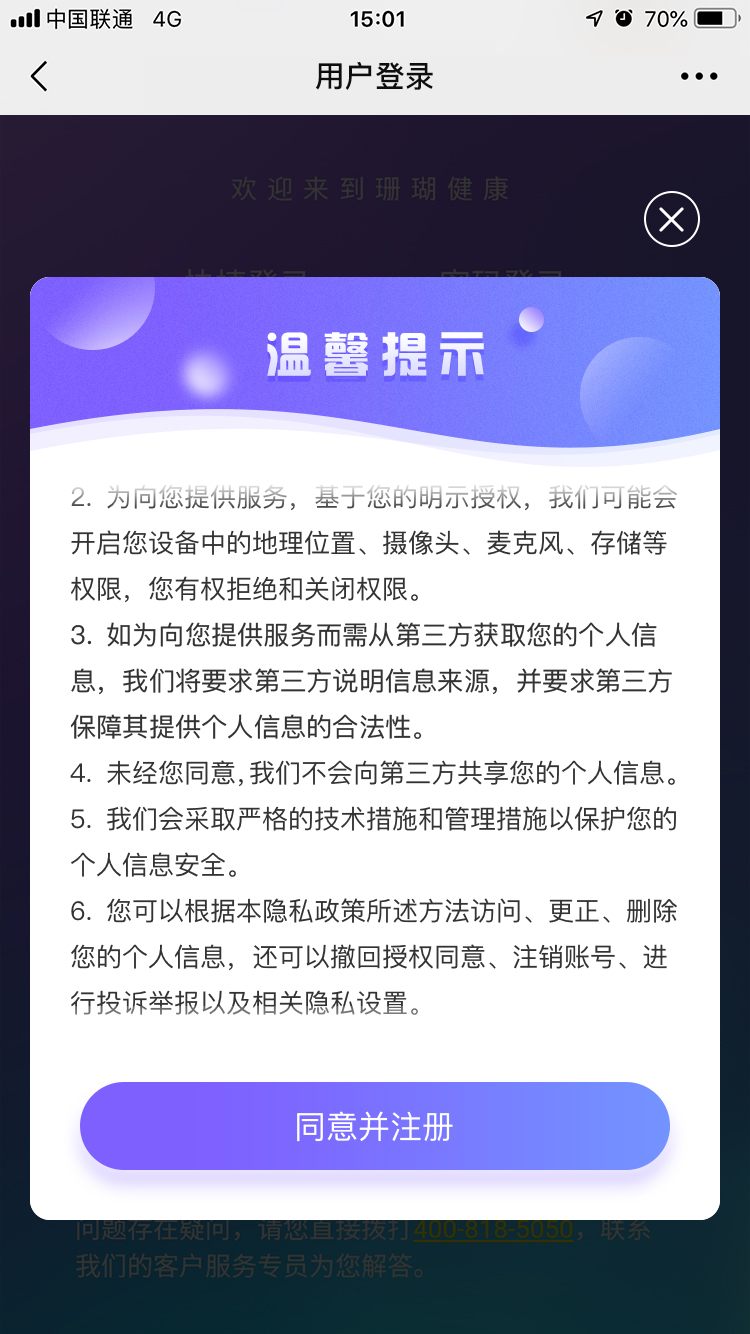 中国联通 4G 15:01 70%
用户登录
欢迎来到珊瑚健康
温馨提示
2. 为向您提供服务，基于您的明示授权，我们可能会
开启您设备中的地理位置、摄像头、麦克风、存储等
权限，您有权拒绝和关闭权限。
3. 如为向您提供服务而需从第三方获取您的个人信
息，我们将要求第三方说明信息来源，并要求第三方
保障其提供个人信息的合法性。
4. 未经您同意,我们不会向第三方共享您的个人信息。
5. 我们会采取严格的技术措施和管理措施以保护您的
个人信息安全。
6. 您可以根据本隐私政策所述方法访问、更正、删除
您的个人信息，还可以撤回授权同意、注销账号、进
行投诉举报以及相关隐私设置。
同意并注册
问题存在疑问，请您直接拨打400-818-5050，联系
我们的客户服务专员为您解答。